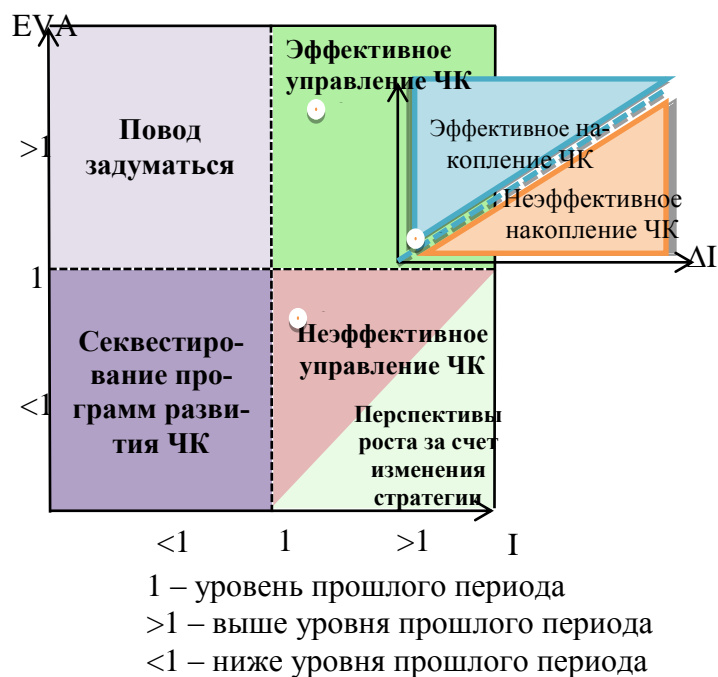 EVA
Эффективное
управление ЧК
Повод
задуматься
>1
Эффективное на-
копление ЧК
Неэффективное
накопление ЧК
ΔI
1
Секвестиро-
вание про-
грамм разви-
тия ЧК
<1
Неэффективное
управление ЧК
Перспективы
роста за счет
изменения
стратегии
<1 1 >1 I
1 – уровень прошлого периода
>1 – выше уровня прошлого периода
<1 – ниже уровня прошлого периода